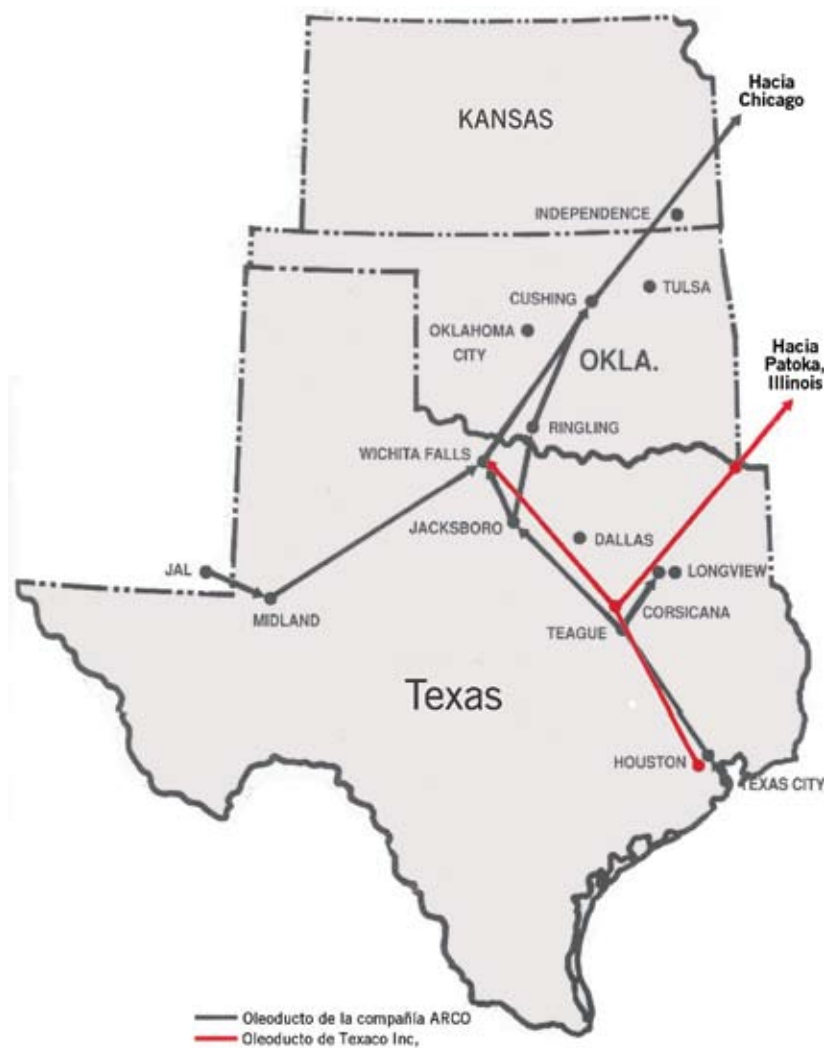 Hacia
Chicago
KANSAS
INDEPENDENCE
TULSA
CUSHING
OKLAHOMA
CITY
OKLA.
Hacia
Patoka,
Illinois
RINGLING
WICHITA FALLS
JACKSBORO
DALLAS
JAL
LONGVIEW
MIDLAND
CORSICANA
TEAGUE
Texas
HOUSTON
TEXAS CITY
Oleoducto de la compañía ARCO
Oleoducto de Texaco Inc,